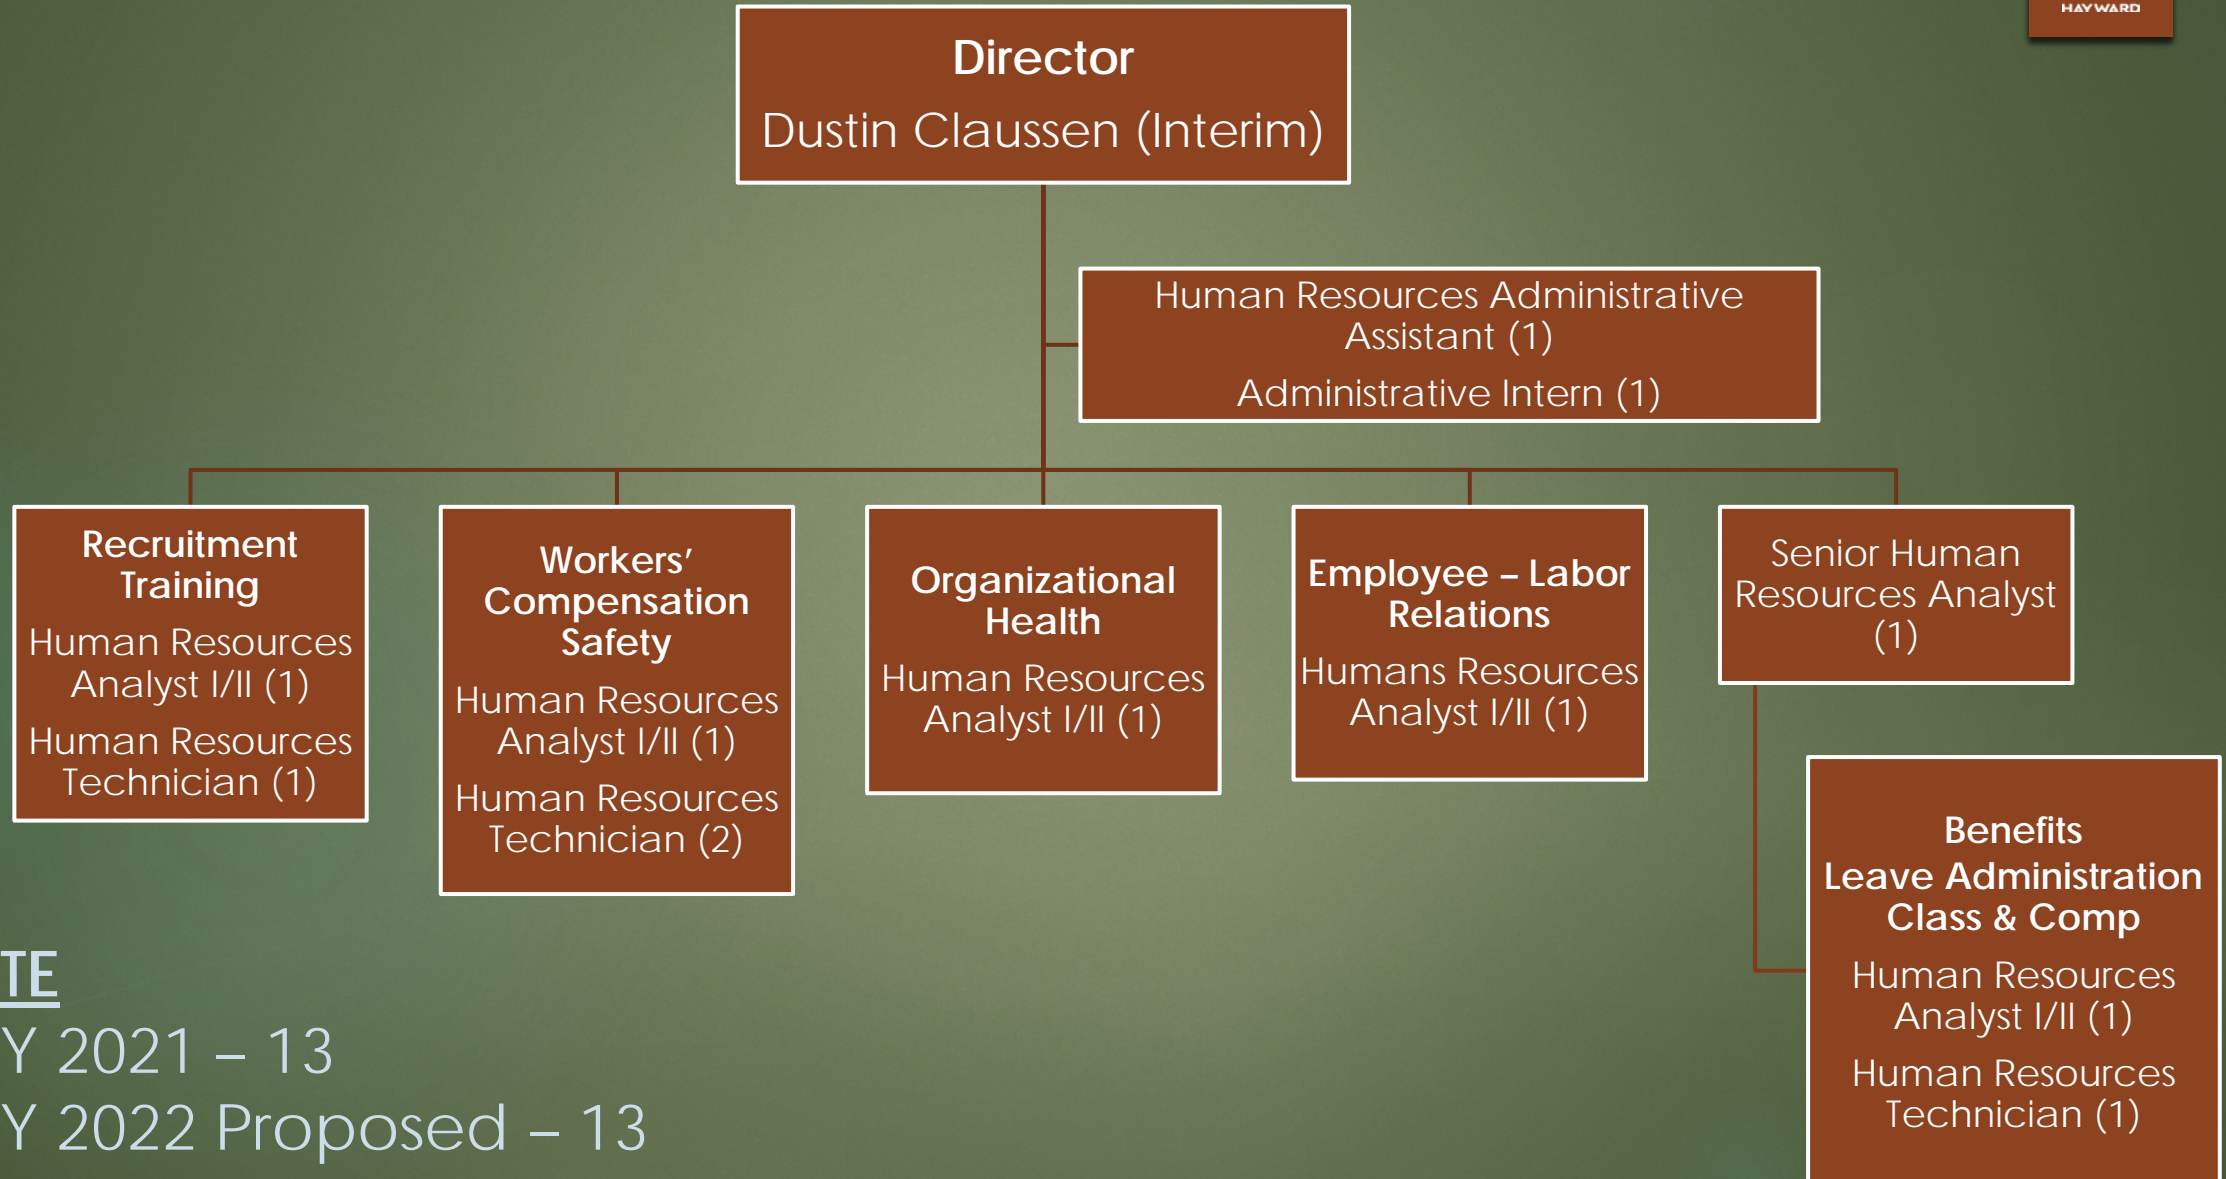 HAYWARD
Director
Dustin Claussen (Interim)
Human Resources Administrative
Assistant (1)
Administrative Intern (1)
Recruitment
Training
Human Resources
Analyst I/II (1)
Human Resources
Technician (1)
Workers’
Compensation
Safety
Human Resources
Analyst I/II (1)
Human Resources
Technician (2)
Organizational
Health
Human Resources
Analyst I/II (1)
Employee – Labor
Relations
Humans Resources
Analyst I/II (1)
Senior Human
Resources Analyst
(1)
Benefits
Leave Administration
Class & Comp
Human Resources
Analyst I/II (1)
Human Resources
Technician (1)
TE
Y 2021 – 13
Y 2022 Proposed – 13